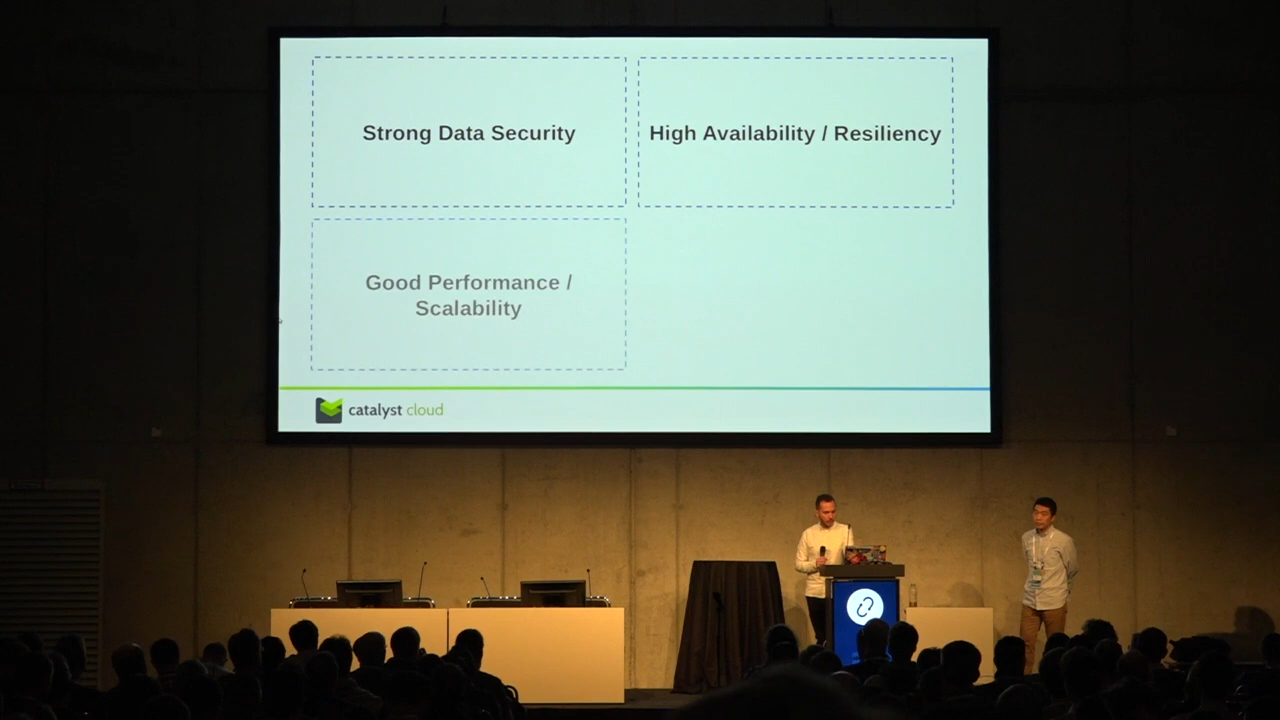 Strong Data Security
High Availability / Resiliency
Good Performance /
Scalability
catalyst cloud